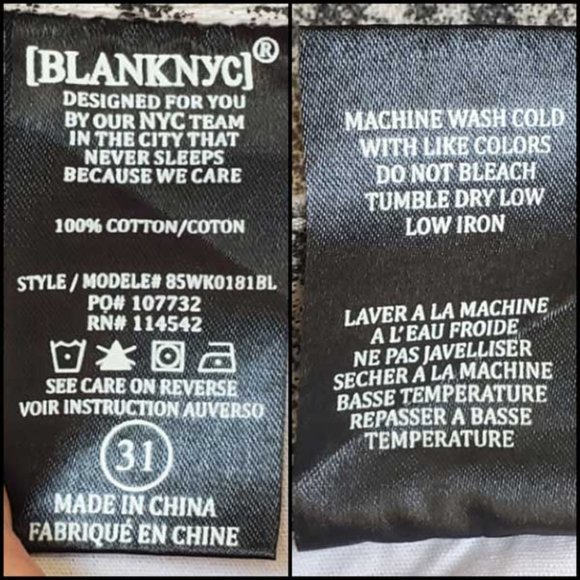 [BLANKNYC]®
DESIGNED FOR YOU
BY OUR NYC TEAM
IN THE CITY THAT
NEVER SLEEPS
BECAUSE WE CARE
100% COTTON/COTON
STYLE / MODELE# 85WK0181BL
PO# 107732
RN# 114542
SEE CARE ON REVERSE
VOIR INSTRUCTION AUVERSO
31
MADE IN CHINA
FABRIQUÉ EN CHINE
MACHINE WASH COLD
WITH LIKE COLORS
DO NOT BLEACH
TUMBLE DRY LOW
LOW IRON
LAVER A LA MACHINE
A L'EAU FROIDE
NE PAS JAVELLISER
SECHER A LA MACHINE
BASSE TEMPERATURE
REPASSER A BASSE
TEMPERATURE